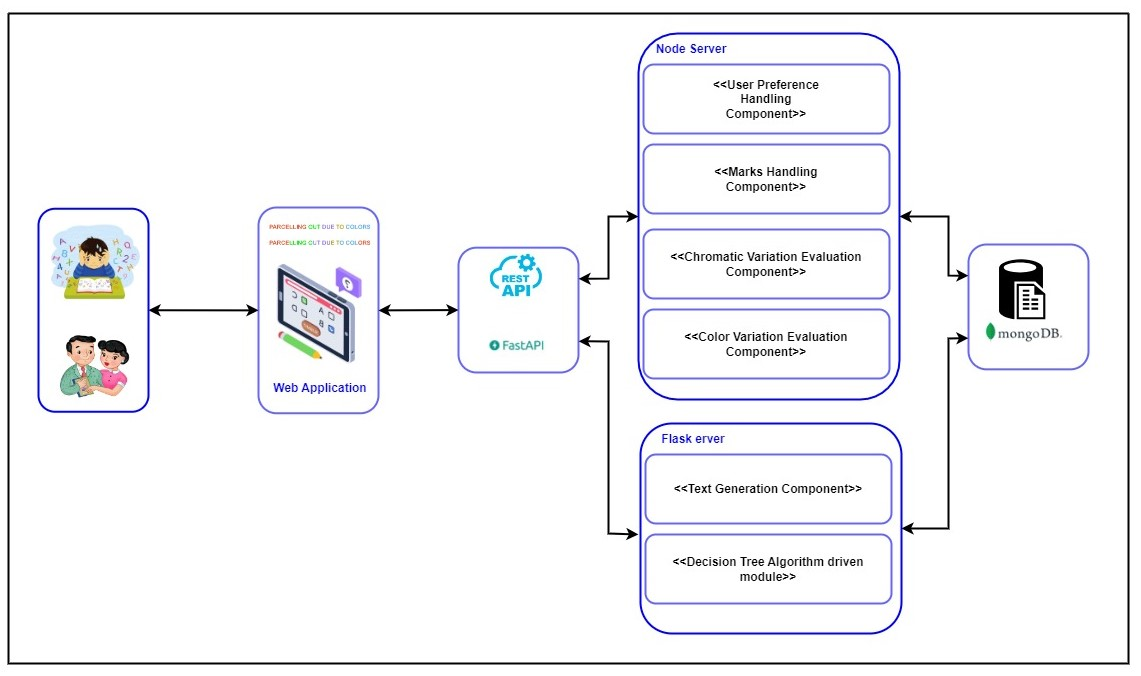 PARCELLING CUT DUE TO COLORS
PARCELLING CUT DUE TO COLORS
Web Application
REST
API
FastAPI
Node Server
<<User Preference
Handling
Component>>
<<Marks Handling
Component>>
<<Chromatic Variation Evaluation
Component>>
<<Color Variation Evaluation
Component>>
Flask erver
<<Text Generation Component>>
<<Decision Tree Algorithm driven
module>>
mongoDB.